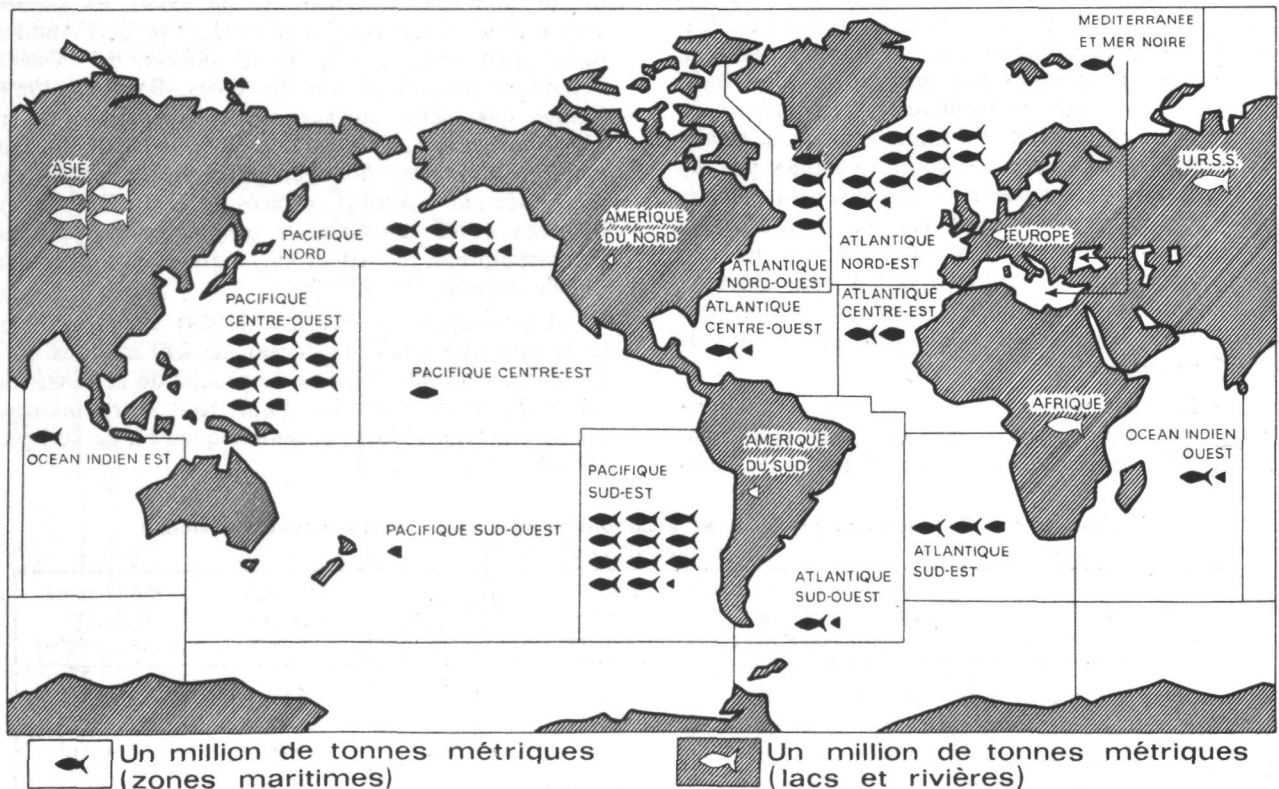 MEDITERRANEE
ET MER NOIRE
ASIE
U.R.S.S.
PACIFIQUE
NORD
AMERIQUE
DU NORD
EUROPE
ATLANTIQUE
NORD-EST
ATLANTIQUE
NORD-OUEST
PACIFIQUE
CENTRE-OUEST
ATLANTIQUE
CENTRE-OUEST
ATLANTIQUE
CENTRE-EST
PACIFIQUE CENTRE-EST
AFRIQUE
OCEAN INDIEN EST
AMERIQUE
DU SUD
OCEAN INDIEN
OUEST
PACIFIQUE
SUD-EST
PACIFIQUE SUD-OUEST
ATLANTIQUE
SUD-EST
ATLANTIQUE
SUD-OUEST
Un million de tonnes métriques
(zones maritimes)
Un million de tonnes métriques
(lacs et rivières)